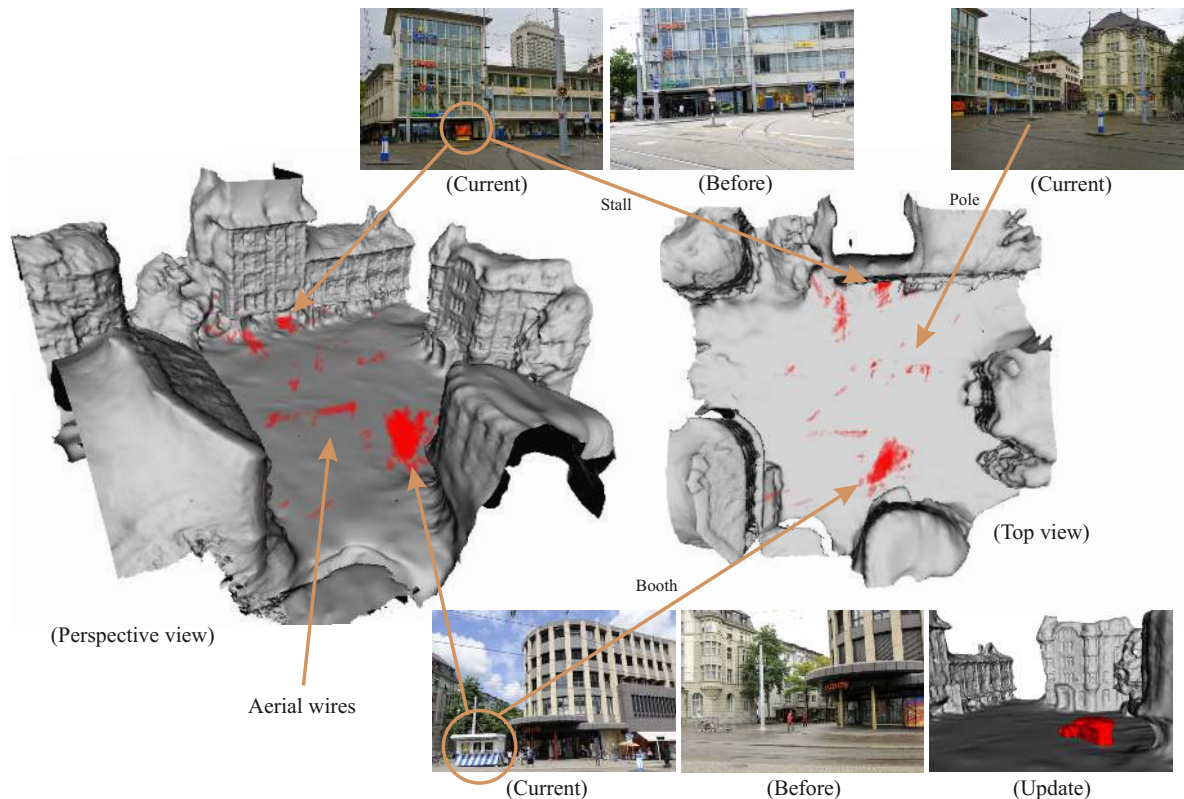 (Current)
(Before)
(Current)
Stall
Pole
(Top view)
Booth
(Perspective view)
Aerial wires
(Current)
(Before)
(Update)